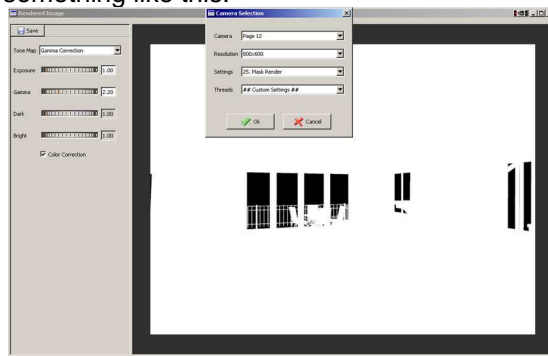 something like this:
Rendered Image
Save
Tone Map Gamma Correction
Exposure 1.00
Gamma 2.20
Dark 1.00
Bright 1.00
Color Correction
Camera Selection
Camera Page 12
Resolution 800x600
Settings 25. Mask Render
Threads ## Custom Settings ##
Ok Cancel